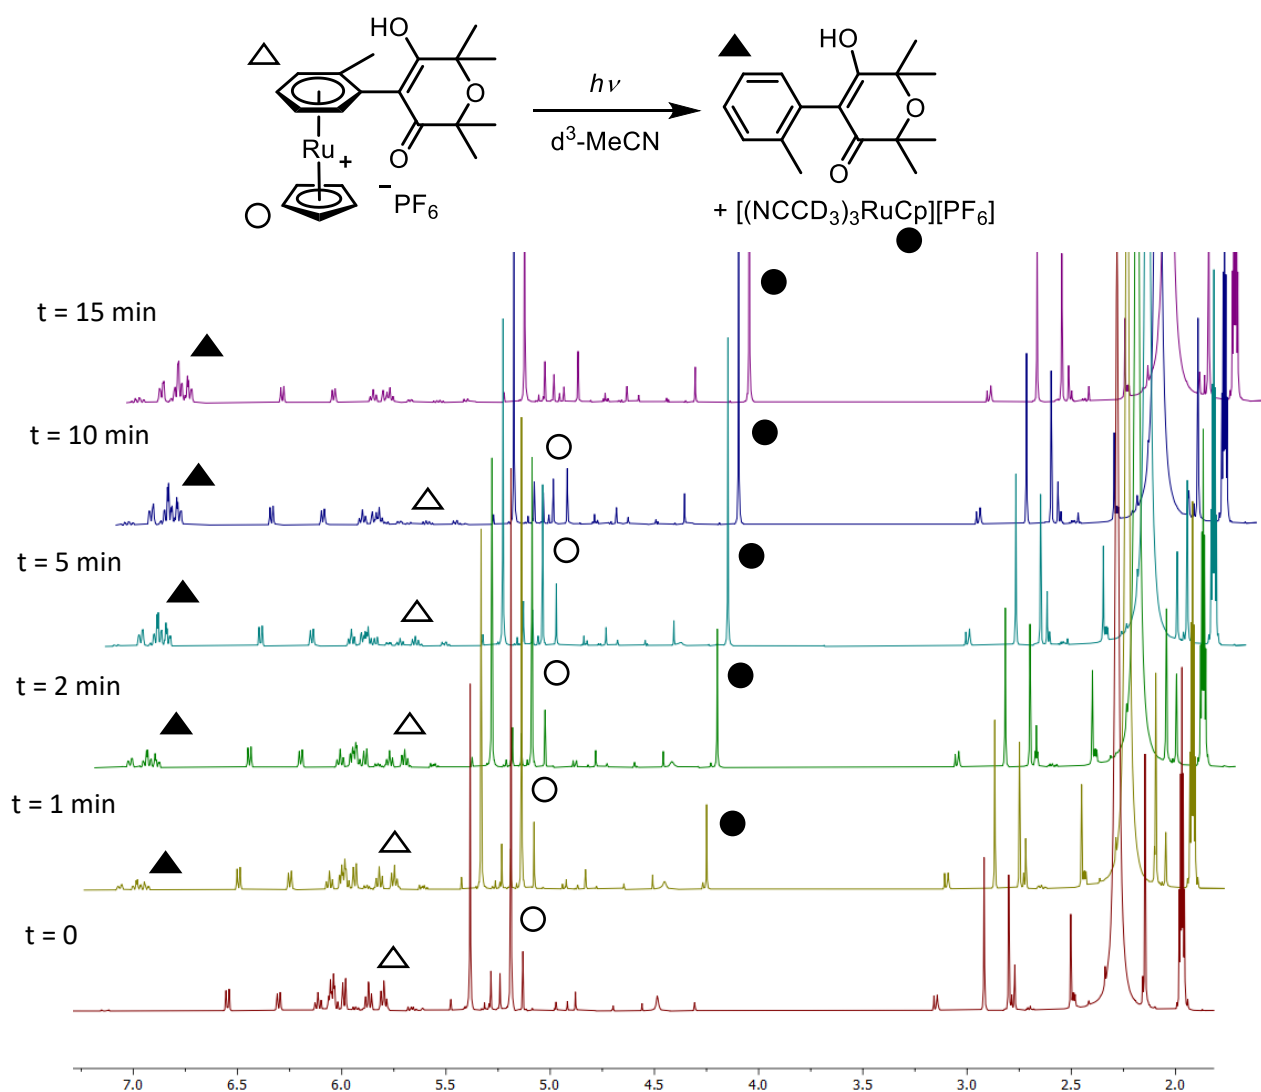 HO
O
O
Ru
+
−
PF6
hν
d³-MeCN
HO
O
O
+ [(NCCD3)3RuCp][PF6]
t = 15 min
t = 10 min
t = 5 min
t = 2 min
t = 1 min
t = 0
7.0 6.5 6.0 5.5 5.0 4.5 4.0 3.5 3.0 2.5 2.0